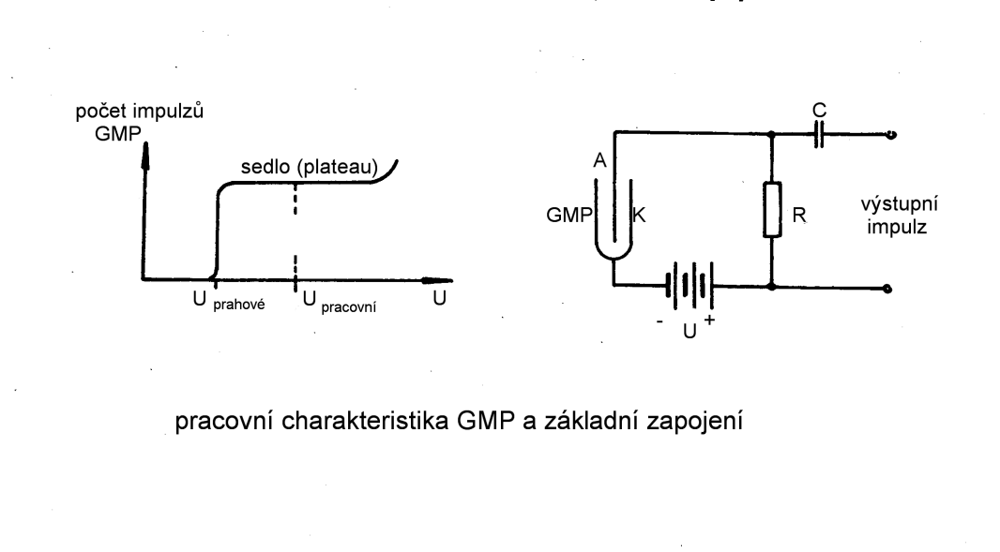 počet impulzů
GMP
sedlo (plateau)
U prahové
U pracovní
U
C
A
GMP
K
R
výstupní
impulz
- U +
pracovní charakteristika GMP a základní zapojení